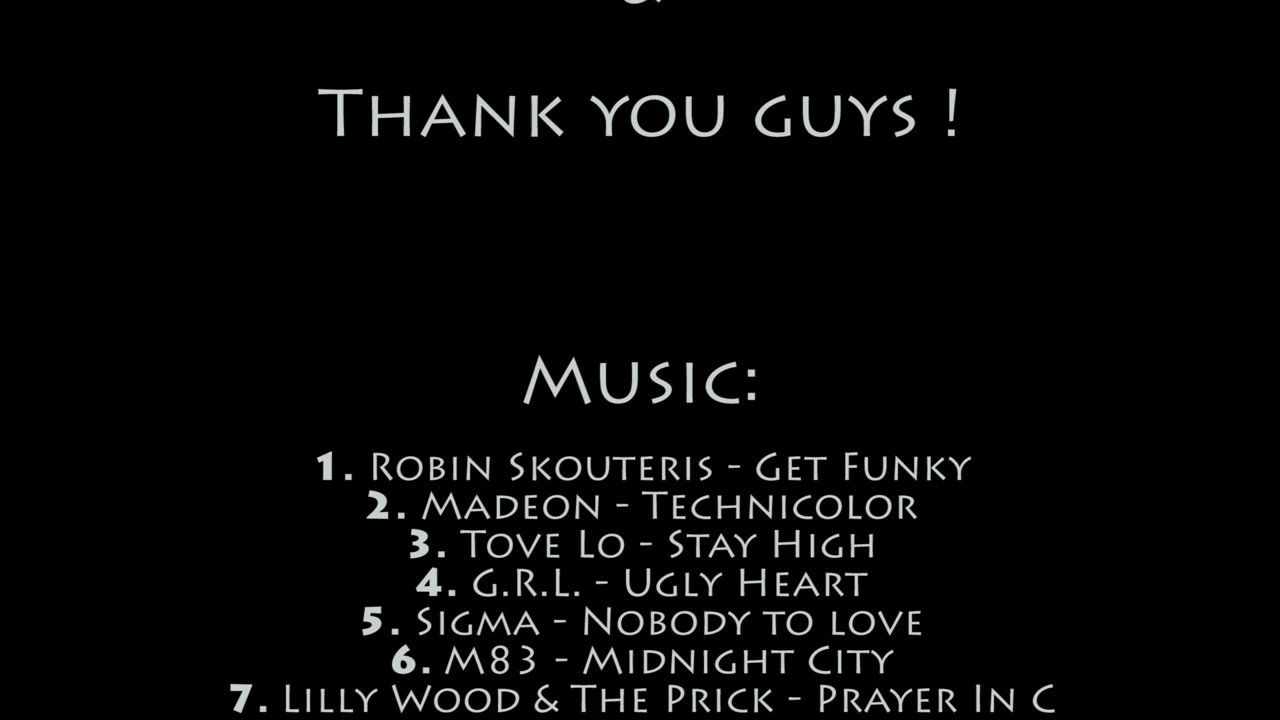 Thank you guys !
Music:
1. Robin Skouteris - Get Funky
2. Madeon - Technicolor
3. Tove Lo - Stay High
4. G.R.L. - Ugly Heart
5. Sigma - Nobody to love
6. M83 - Midnight City
7. Lilly Wood & The Prick - Prayer In C